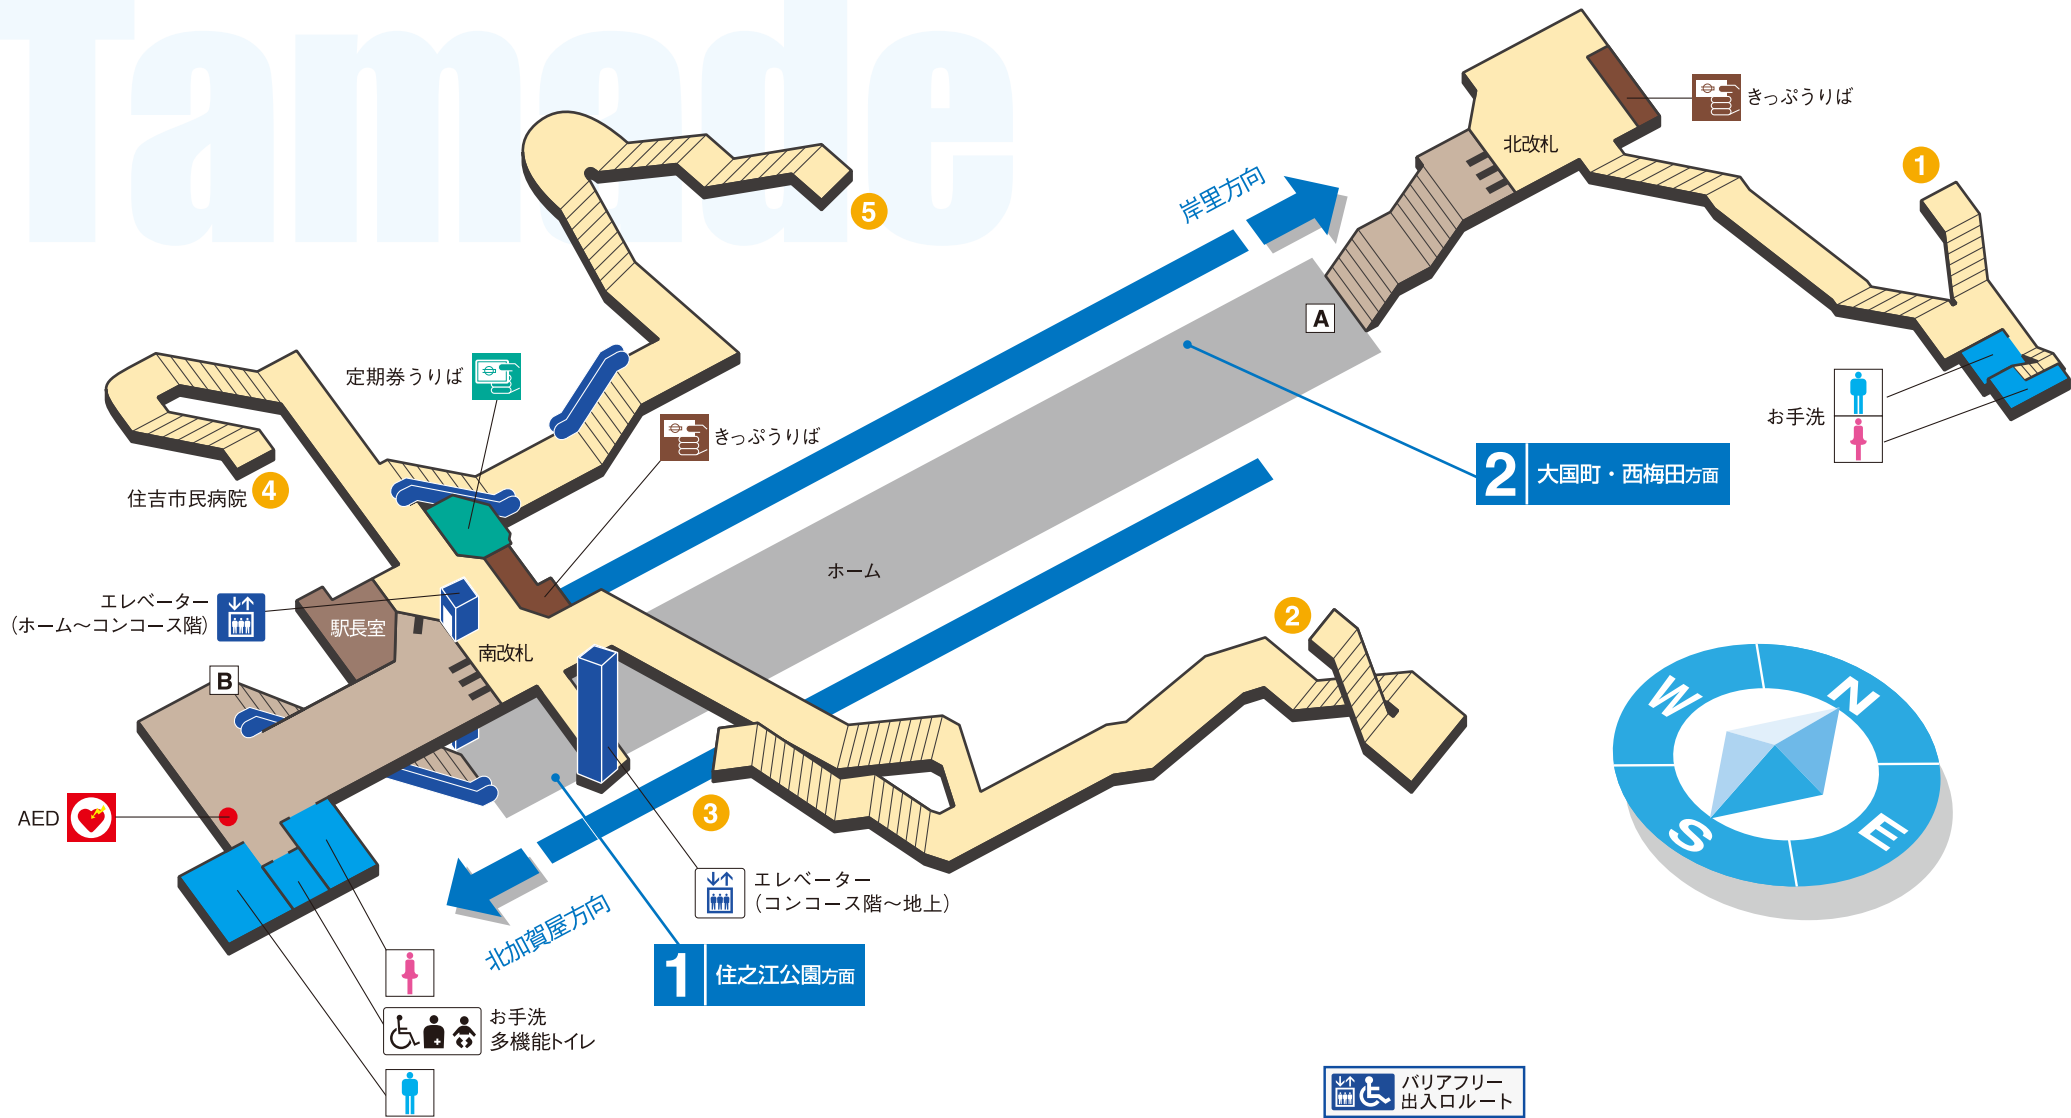 Tamade
きっぷうりば
北改札
1
岸里方向
5
A
定期券うりば
きっぷうりば
お手洗
2 大国町・西梅田方面
住吉市民病院 4
ホーム
エレベーター
(ホーム〜コンコース階)
駅長室
南改札
2
B
W
N
S
E
3
AED
エレベーター
(コンコース階〜地上)
北加賀屋方向
1 住之江公園方面
お手洗
多機能トイレ
バリアフリー
出入口ルート